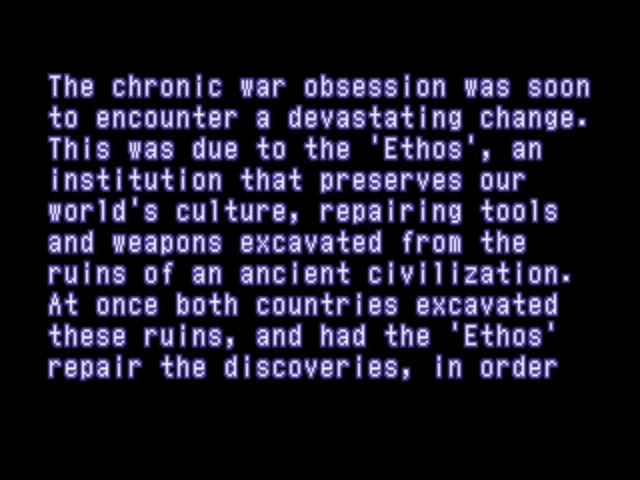 The chronic war obsession was soon
to encounter a devastating change.
This was due to the 'Ethos', an
institution that preserves our
world's culture, repairing tools
and weapons excavated from the
ruins of an ancient civilization.
At once both countries excavated
these ruins, and had the 'Ethos'
repair the discoveries, in order